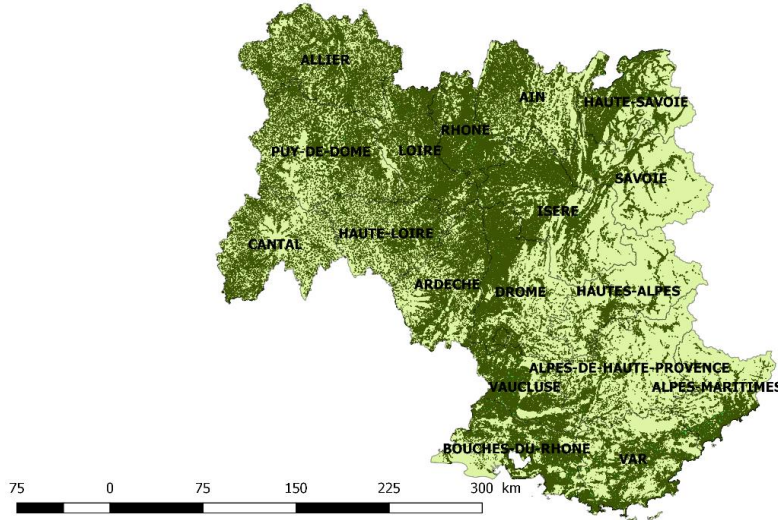 ALLIER
AIN
HAUTE-SAVOIE
RHONE
PUY-DE-DOME
LOIRE
SAVOIE
ISERE
HAUTE-LOIRE
CANTAL
ARDECHE
DROME
HAUTES-ALPES
ALPES-DE-HAUTE-PROVENCE
VAUCLUSE
ALPES-MARITIMES
BOUCHES-DU-RHONE
VAR
75 0 75 150 225 300 km